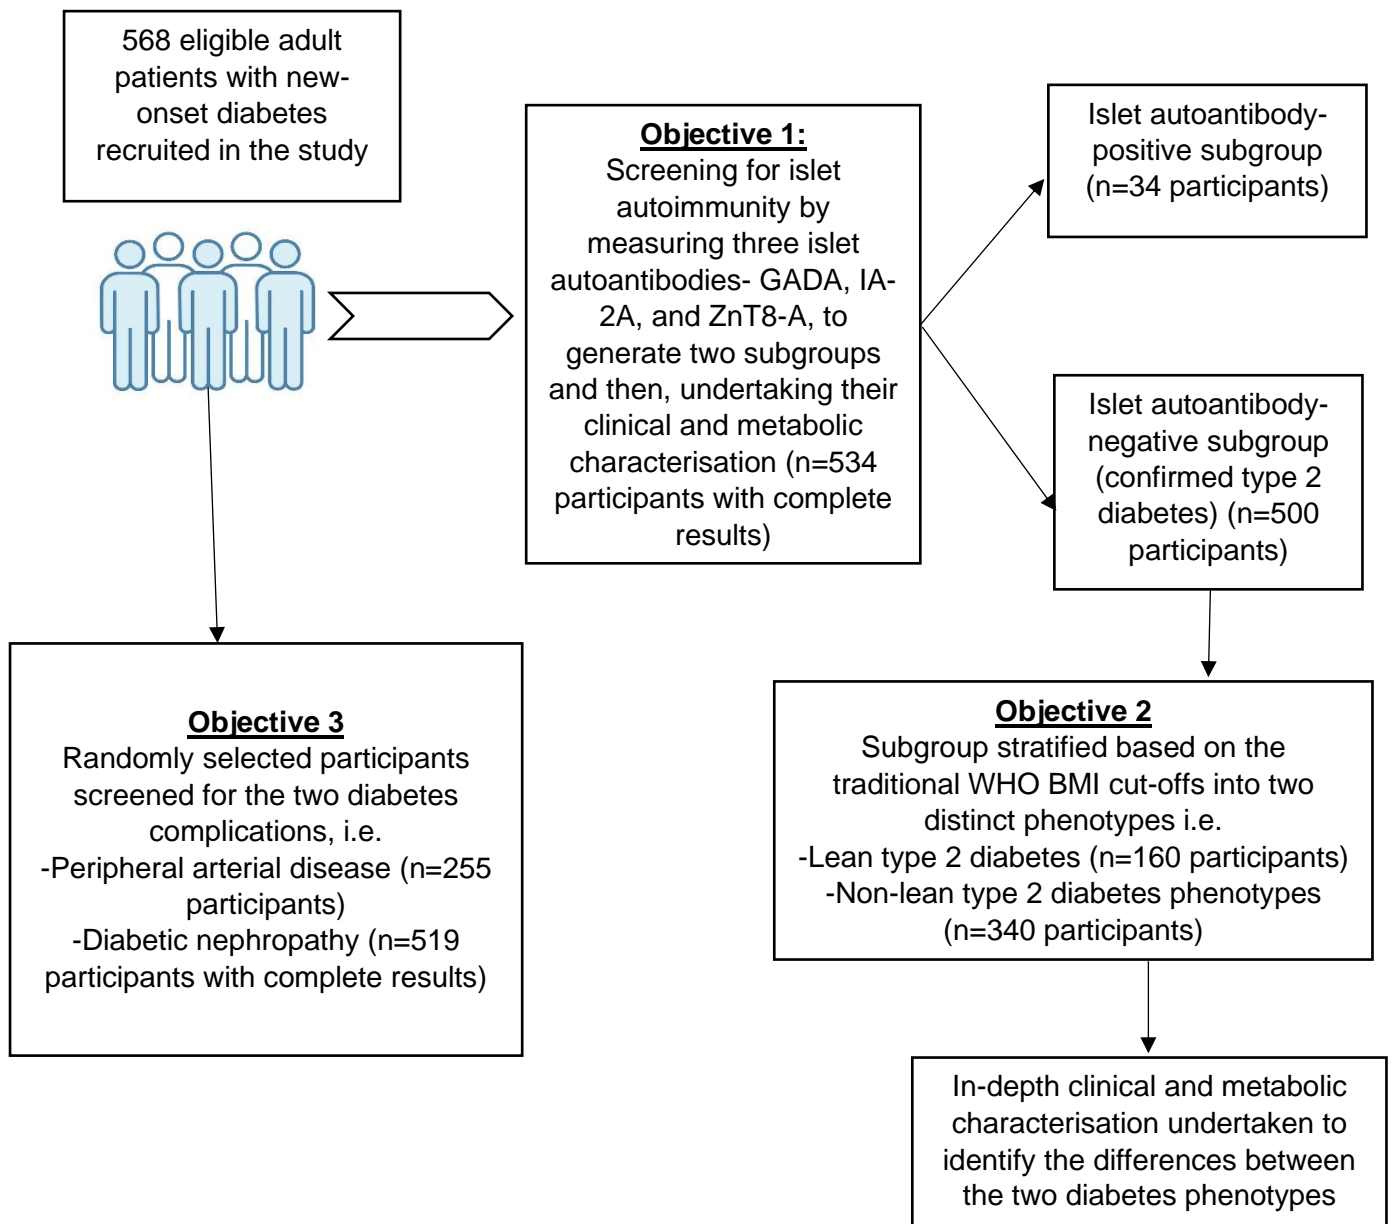 568 eligible adult
patients with new-
onset diabetes
recruited in the study
Objective 1:
Screening for islet
autoimmunity by
measuring three islet
autoantibodies- GADA, IA-
2A, and ZnT8-A, to
generate two subgroups
and then, undertaking their
clinical and metabolic
characterisation (n=534
participants with complete
results)
Islet autoantibody-
positive subgroup
(n=34 participants)
Islet autoantibody-
negative subgroup
(confirmed type 2
diabetes) (n=500
participants)
Objective 3
Randomly selected participants
screened for the two diabetes
complications, i.e.
-Peripheral arterial disease (n=255
participants)
-Diabetic nephropathy (n=519
participants with complete results)
Objective 2
Subgroup stratified based on the
traditional WHO BMI cut-offs into two
distinct phenotypes i.e.
-Lean type 2 diabetes (n=160 participants)
-Non-lean type 2 diabetes phenotypes
(n=340 participants)
In-depth clinical and metabolic
characterisation undertaken to
identify the differences between
the two diabetes phenotypes